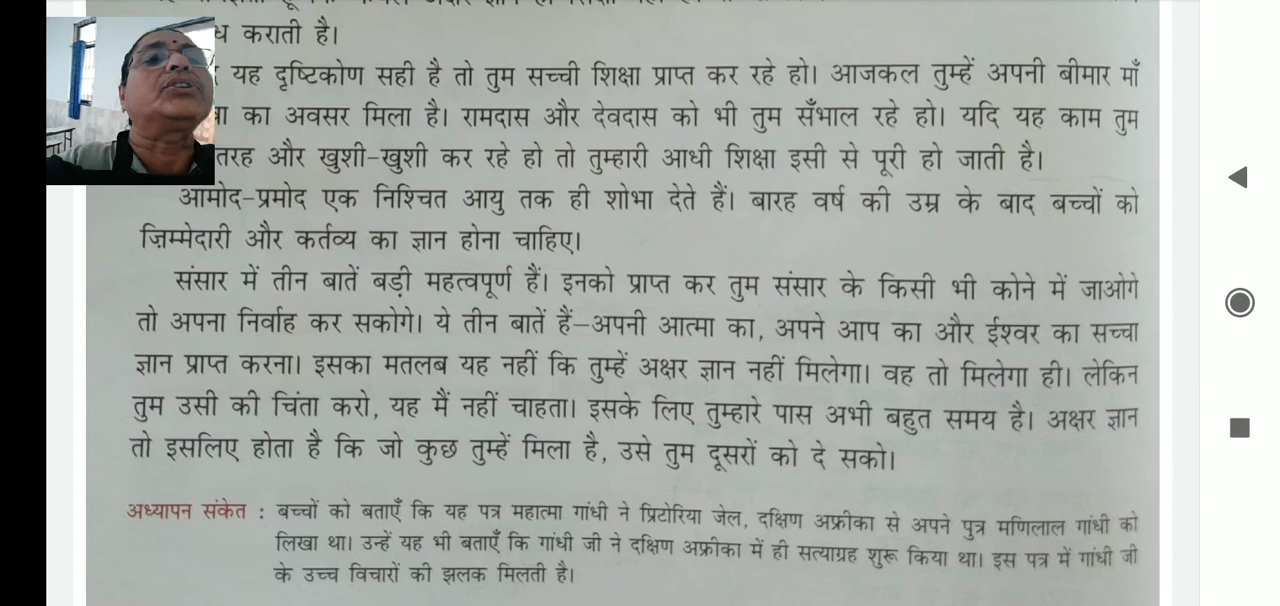 कराती है।
यह दृष्टिकोण सही है तो तुम सच्ची शिक्षा प्राप्त कर रहे हो। आजकल तुम्हें अपनी बीमार माँ
का अवसर मिला है। रामदास और देवदास को भी तुम सँभाल रहे हो। यदि यह काम तुम
तरह और खुशी-खुशी कर रहे हो तो तुम्हारी आधी शिक्षा इसी से पूरी हो जाती है।
आमोद-प्रमोद एक निश्चित आयु तक ही शोभा देते हैं। बारह वर्ष की उम्र के बाद बच्चों को
ज़िम्मेदारी और कर्तव्य का ज्ञान होना चाहिए।
संसार में तीन बातें बड़ी महत्वपूर्ण हैं। इनको प्राप्त कर तुम संसार के किसी भी कोने में जाओगे
तो अपना निर्वाह कर सकोगे। ये तीन बातें हैं–अपनी आत्मा का, अपने आप का और ईश्वर का सच्चा
ज्ञान प्राप्त करना। इसका मतलब यह नहीं कि तुम्हें अक्षर ज्ञान नहीं मिलेगा। वह तो मिलेगा ही। लेकिन
तुम उसी की चिंता करो, यह मैं नहीं चाहता। इसके लिए तुम्हारे पास अभी बहुत समय है। अक्षर ज्ञान
तो इसलिए होता है कि जो कुछ तुम्हें मिला है, उसे तुम दूसरों को दे सको।
अध्यापन संकेत : बच्चों को बताएँ कि यह पत्र महात्मा गांधी ने प्रिटोरिया जेल, दक्षिण अफ्रीका से अपने पुत्र मणिलाल गांधी को
लिखा था। उन्हें यह भी बताएँ कि गांधी जी ने दक्षिण अफ्रीका में ही सत्याग्रह शुरू किया था। इस पत्र में गांधी जी
के उच्च विचारों की झलक मिलती है।